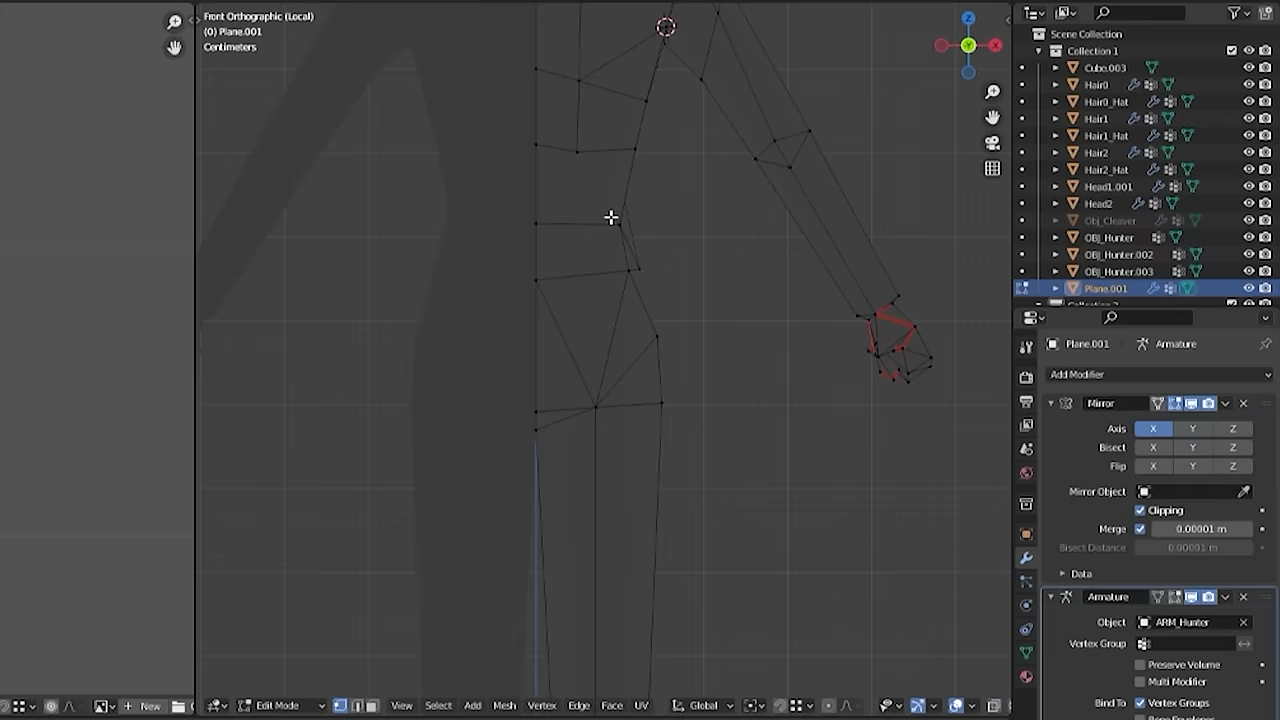 Front Orthographic (Local)
(0) Plane.001
Centimeters
Z
Y
X
Scene Collection
Collection 1
Cube.003
Hair0
Hair0_Hat
Hair1
Hair1_Hat
Hair2
Hair2_Hat
Head1.001
Head2
Obj_Cleaver
OBJ_Hunter
OBJ_Hunter.002
OBJ_Hunter.003
Plane.001
Plane.001 Armature
Add Modifier
Mirror
Axis X Y Z
Bisect X Y Z
Flip X Y Z
Mirror Object
Clipping
Merge 0.00001 m
Bisect Distance 0.00001 m
Data
Armature
Object ARM_Hunter
Vertex Group
Preserve Volume
Multi Modifier
Bind To Vertex Groups
New
Edit Mode View Select Add Mesh Vertex Edge Face UV Global